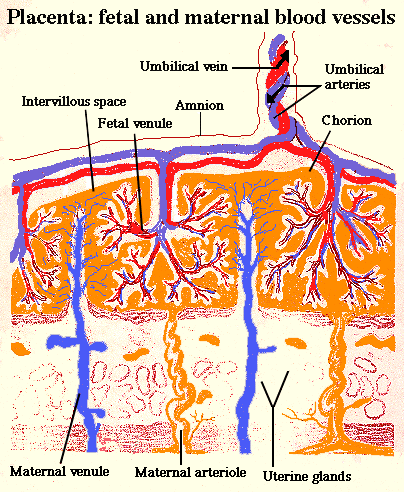 Placenta: fetal and maternal blood vessels
Umbilical vein
Umbilical
arteries
Intervillous space
Amnion
Fetal venule
Chorion
Maternal venule
Maternal arteriole
Uterine glands